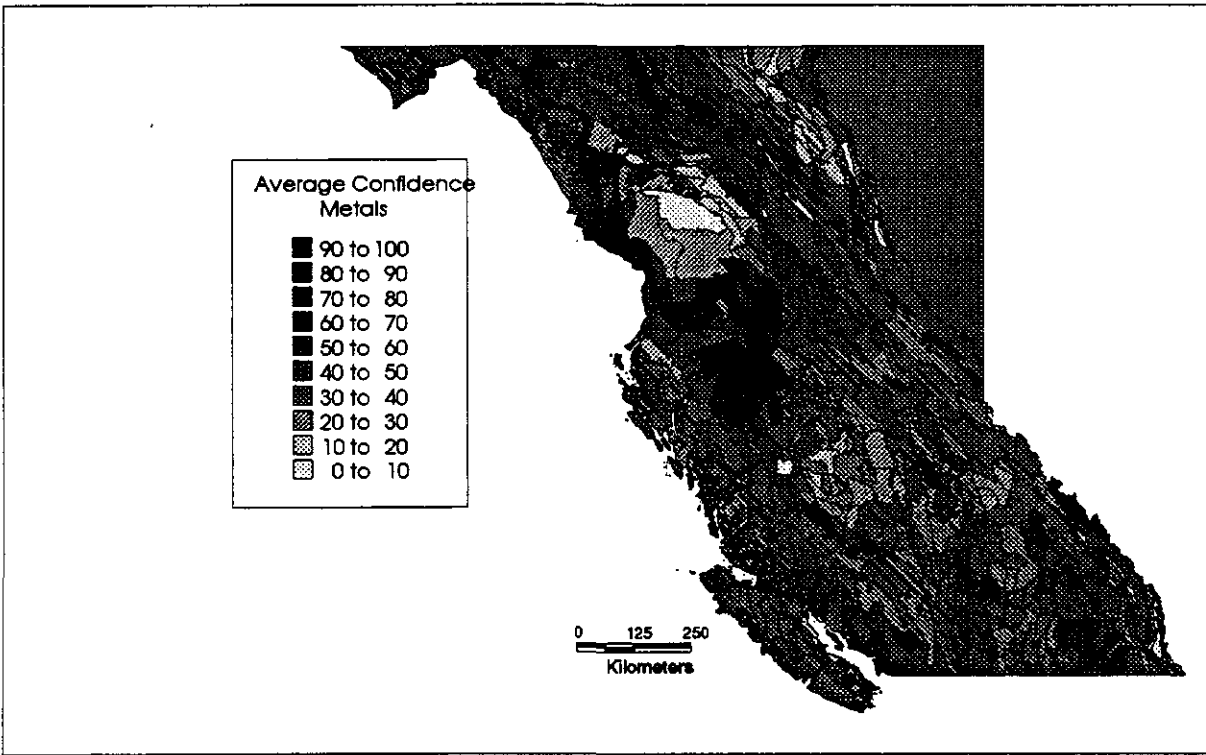 Average Confidence
Metals
90 to 100
80 to 90
70 to 80
60 to 70
50 to 60
40 to 50
30 to 40
20 to 30
10 to 20
0 to 10
0 125 250
Kilometers